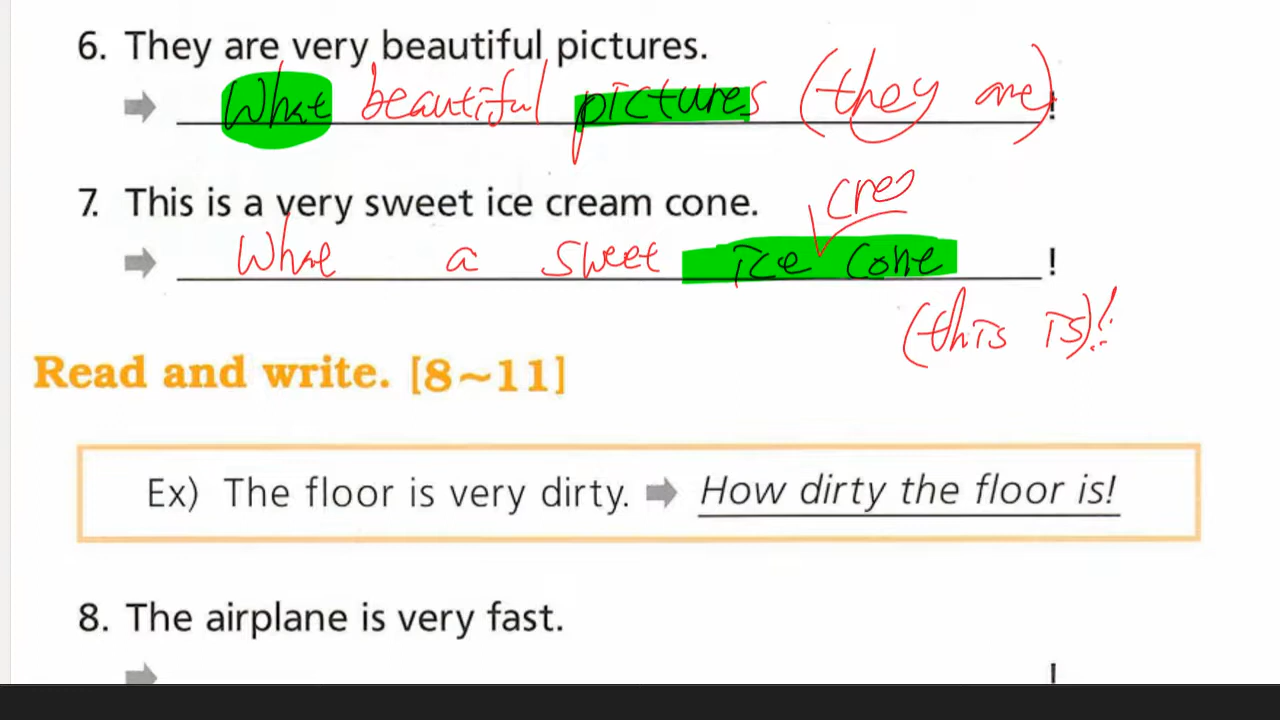 6. They are very beautiful pictures.
What beautiful pictures (they are)!
7. This is a very sweet ice cream cone.
crea
What a sweet ice cone !
(this is)!
Read and write. [8~11]
Ex) The floor is very dirty. ➡ How dirty the floor is!
8. The airplane is very fast.
➡ !